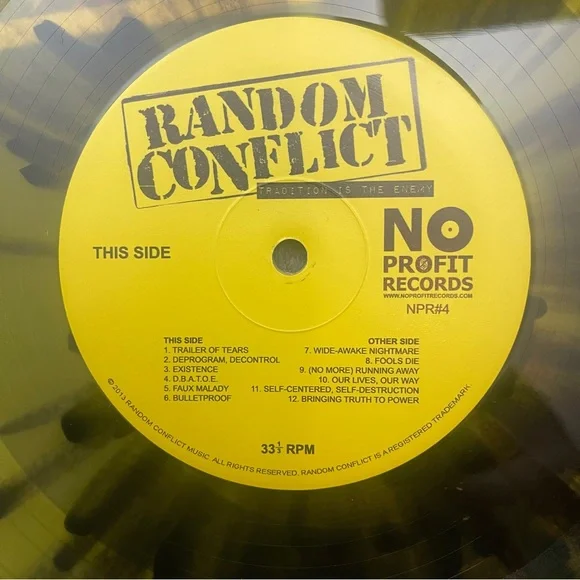 RANDOM
CONFLICT
TRADITION IS THE ENEMY
THIS SIDE
NO
PROFIT
RECORDS
WWW.NOPROFITRECORDS.COM
NPR#4
THIS SIDE
1. TRAILER OF TEARS
2. DEPROGRAM, DECONTROL
3. EXISTENCE
4. D.B.A.T.O.E.
5. FAUX MALADY
6. BULLETPROOF
OTHER SIDE
7. WIDE-AWAKE NIGHTMARE
8. FOOLS DIE
9. (NO MORE) RUNNING AWAY
10. OUR LIVES, OUR WAY
11. SELF-CENTERED, SELF-DESTRUCTION
12. BRINGING TRUTH TO POWER
33⅓ RPM
© 2013 RANDOM CONFLICT MUSIC. ALL RIGHTS RESERVED. RANDOM CONFLICT IS A REGISTERED TRADEMARK